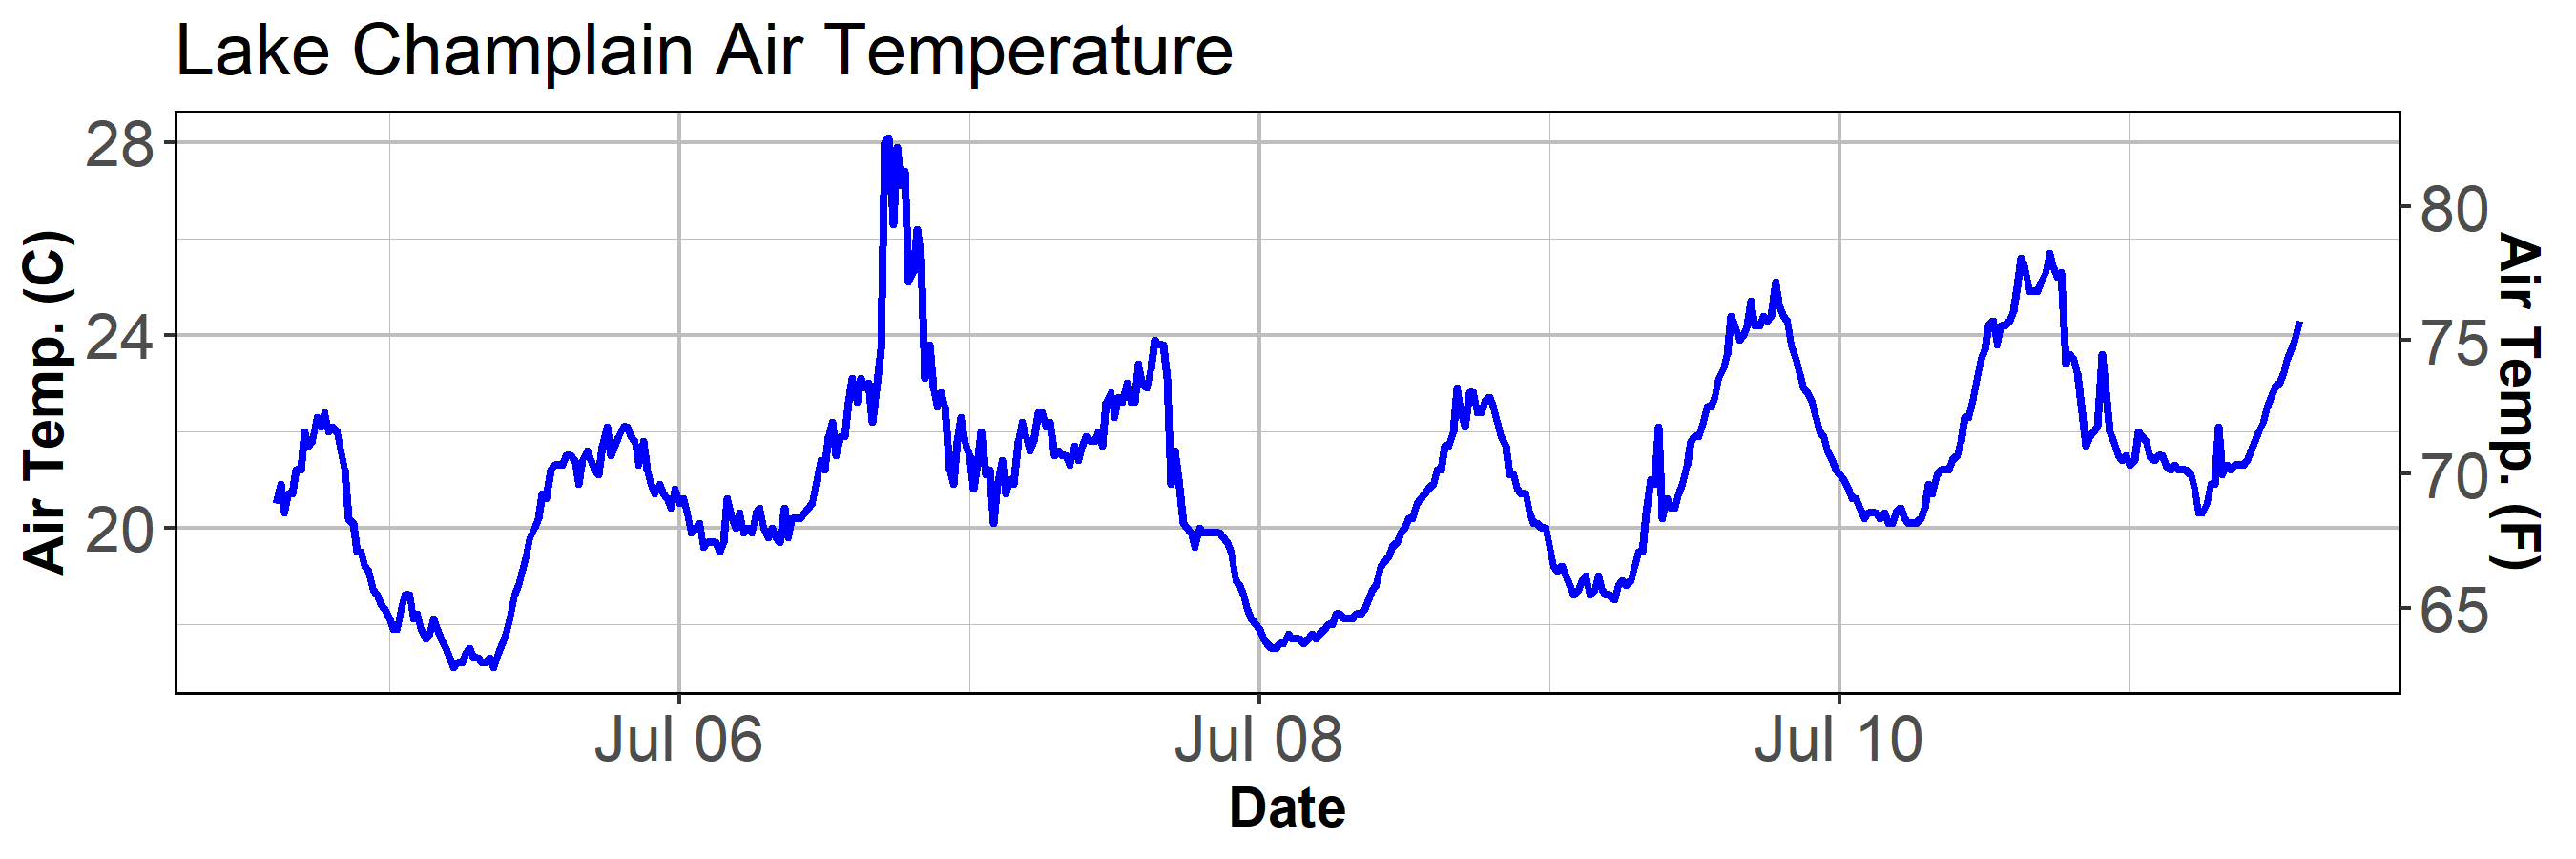 Lake Champlain Air Temperature
Air Temp. (C)
28
24
20
80
75
70
65
Air Temp. (F)
Jul 06
Jul 08
Jul 10
Date